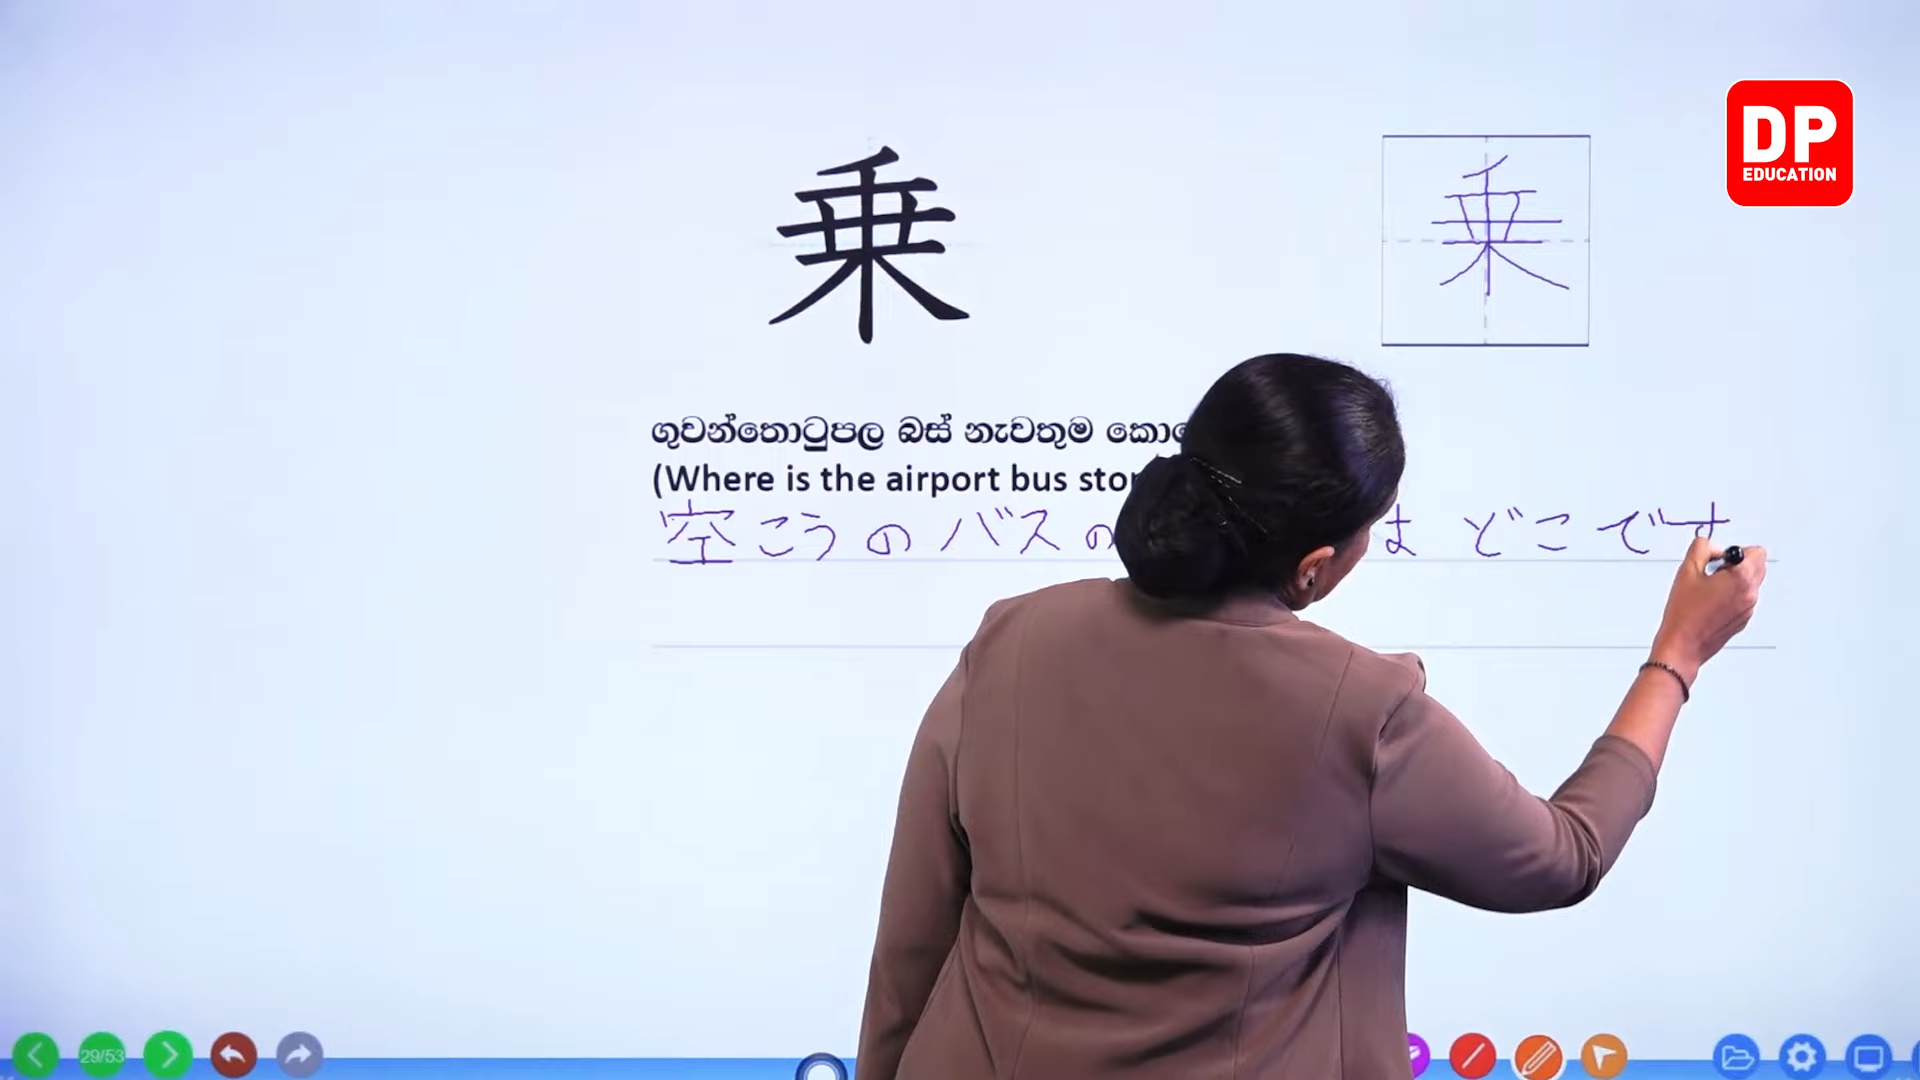 乗
乗
DP
EDUCATION
ගුවන්තොටුපල බස් නැවතුම
(Where is the airport bus stop
空こうのバスの は どこです
29/53